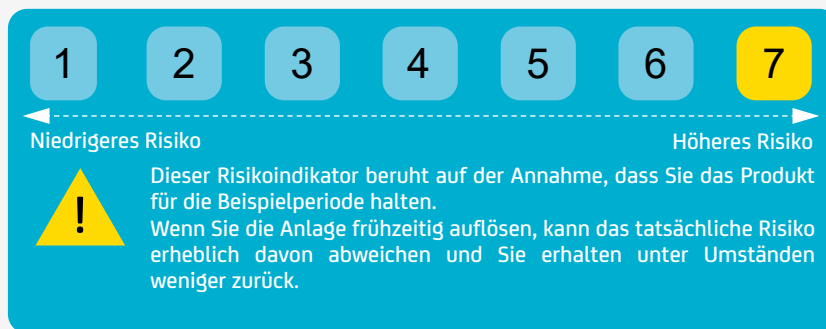 1 2 3 4 5 6 7
Niedrigeres Risiko Höheres Risiko
!
Dieser Risikoindikator beruht auf der Annahme, dass Sie das Produkt
für die Beispielperiode halten.
Wenn Sie die Anlage frühzeitig auflösen, kann das tatsächliche Risiko
erheblich davon abweichen und Sie erhalten unter Umständen
weniger zurück.